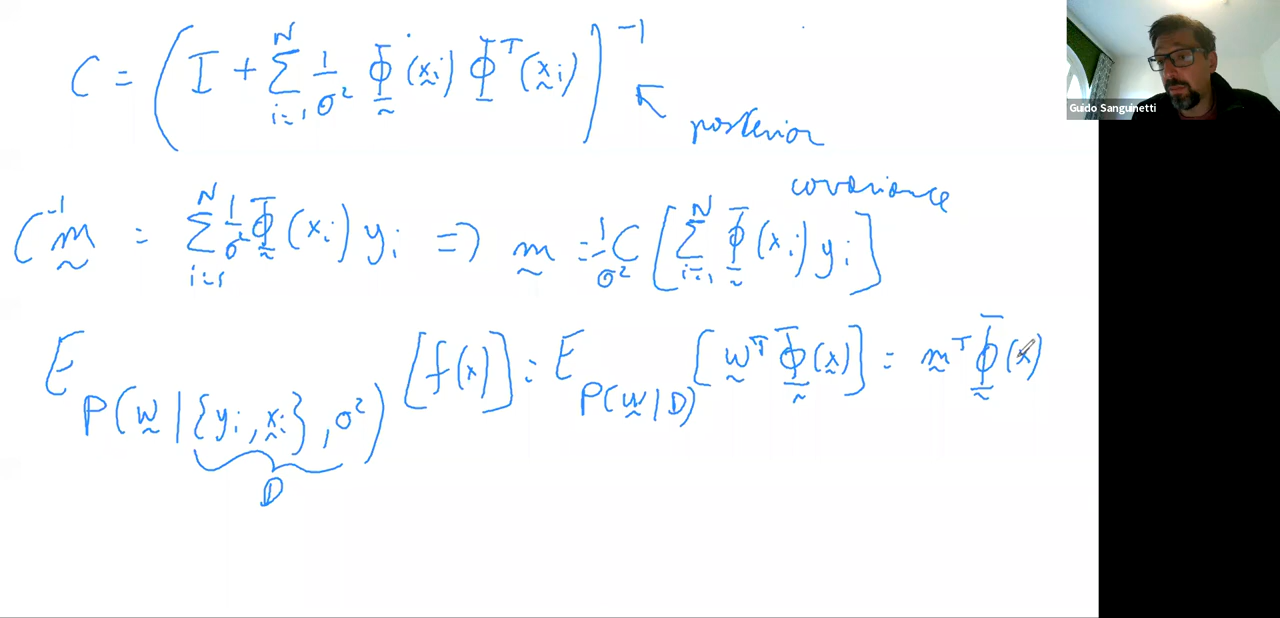 C = ( I + Σ_{i=1}^{N} 1/σ² Φ(x_i) Φ^T(x_i) )^{-1}
Guido Sanguinetti
posterior
covariance
C^{-1} m = Σ_{i=1}^{N} 1/σ² Φ(x_i) y_i => m = 1/σ² C [ Σ_{i=1}^{N} Φ(x_i) y_i ]
E_{P(w | {y_i, x_i}, σ²)} [f(x)] = E_{P(w|D)} [ w^T Φ(x) ] = m^T Φ(x)
D